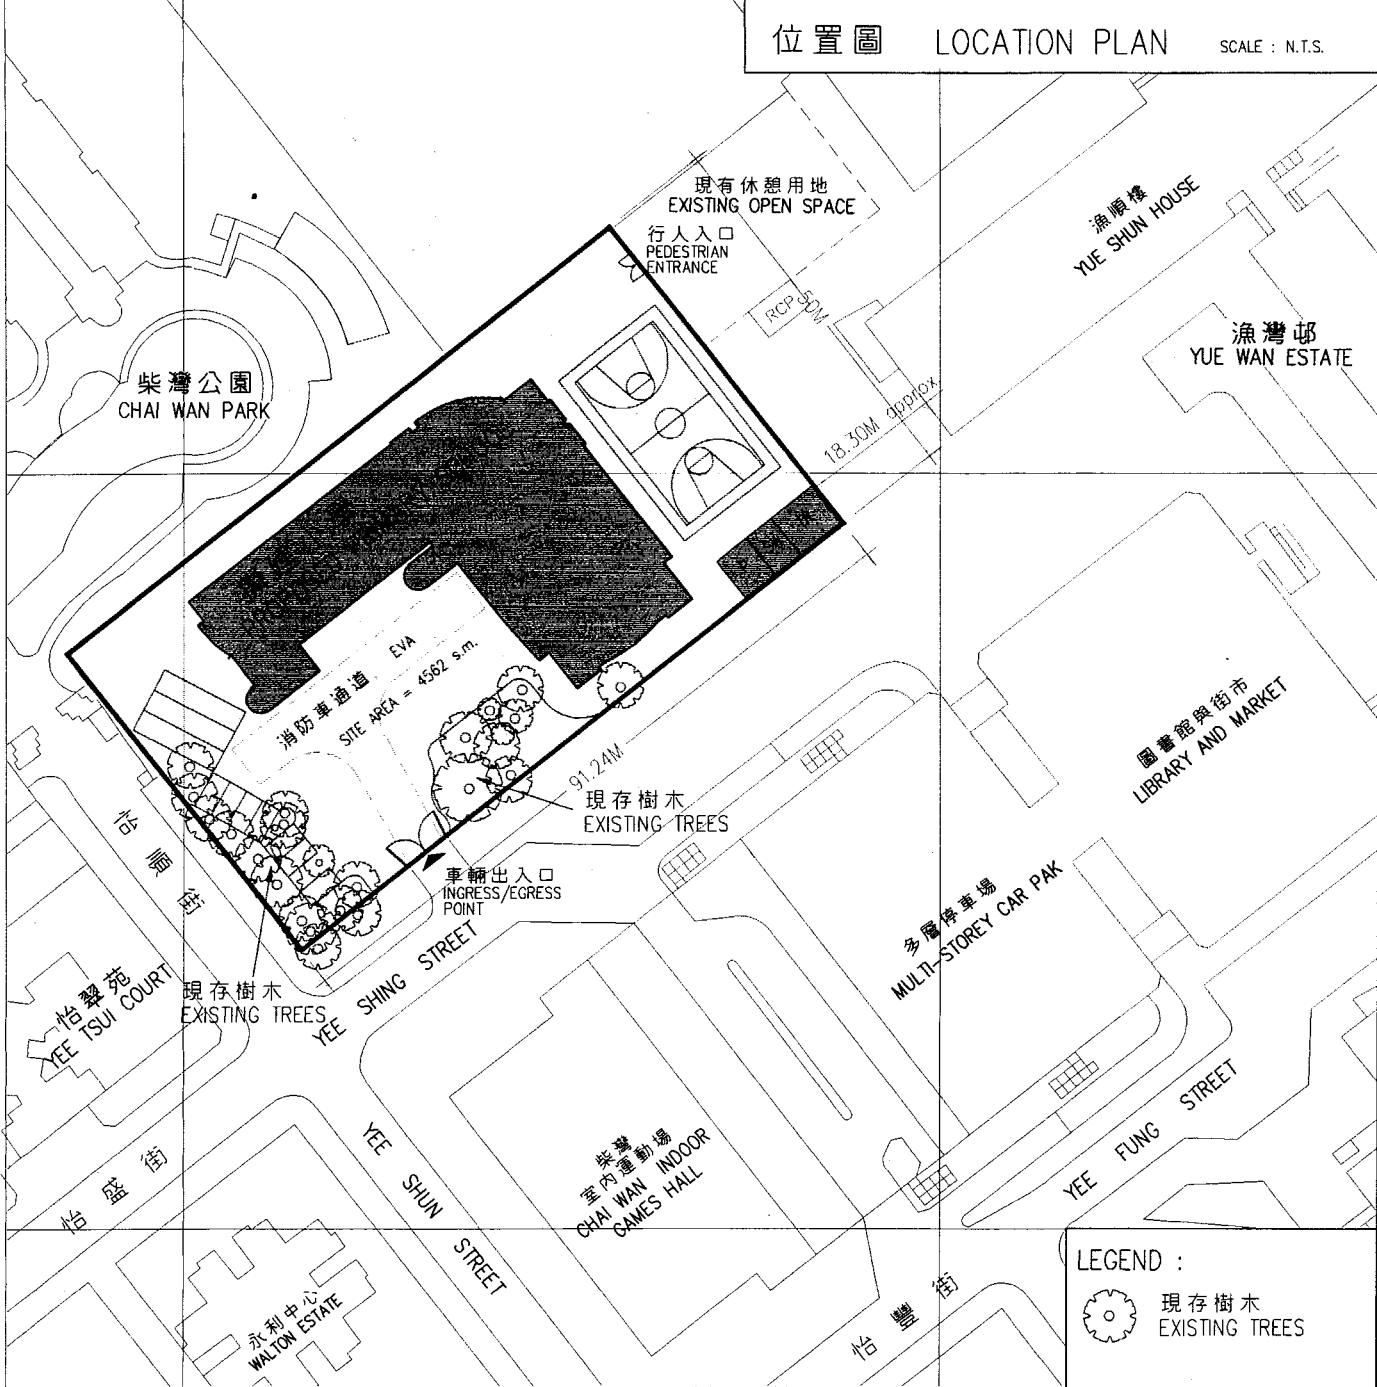 位置圖 LOCATION PLAN SCALE : N.T.S.
現有休憩用地
EXISTING OPEN SPACE
行人入口
PEDESTRIAN
ENTRANCE
漁順樓
YUE SHUN HOUSE
RCP
漁灣邨
YUE WAN ESTATE
柴灣公園
CHAI WAN PARK
18.30M approx.
消防車通道 EVA
SITE AREA = 4562 s.m.
91.24M
現存樹木
EXISTING TREES
車輛出入口
INGRESS/EGRESS
POINT
圖書館與街市
LIBRARY AND MARKET
怡順街
多層停車場
MULTI-STOREY CAR PAK
現存樹木
EXISTING TREES
YEE SHING STREET
怡翠苑
YEE TSUI COURT
怡盛街
YEE SHUN STREET
柴灣
室內運動場
CHAI WAN INDOOR
GAMES HALL
YEE FUNG STREET
怡豐街
永利中心
WALTON ESTATE
LEGEND :
現存樹木
EXISTING TREES